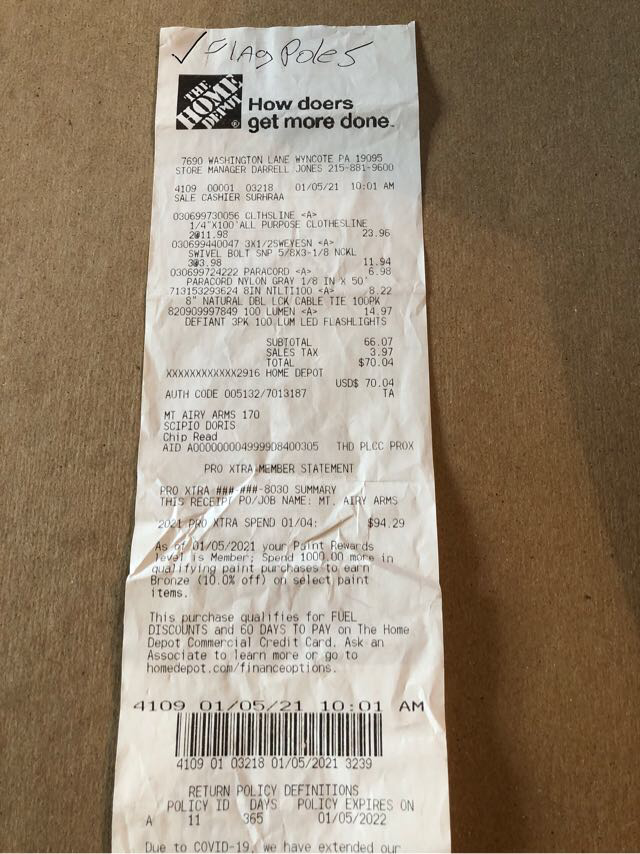 ✓ Flag Poles
THE HOME DEPOT
How doers
get more done.
7690 WASHINGTON LANE WYNCOTE PA 19095
STORE MANAGER DARRELL JONES 215-881-9600
4109 00001 03218 01/05/21 10:01 AM
SALE CASHIER SURHRAA
030699730056 CLTHSLINE <A>
1/4"X100'ALL PURPOSE CLOTHESLINE
2@11.98 23.96
030699440047 3X1/2SWEYESN <A>
SWIVEL BOLT SNP 5/8X3-1/8 NCKL
3@3.98 11.94
030699724222 PARACORD <A> 6.98
PARACORD NYLON GRAY 1/8 IN X 50'
713153293624 8IN NTLTI100 <A> 8.22
8" NATURAL DBL LCK CABLE TIE 100PK
820909997849 100 LUMEN <A> 14.97
DEFIANT 3PK 100 LUM LED FLASHLIGHTS
SUBTOTAL 66.07
SALES TAX 3.97
TOTAL $70.04
XXXXXXXXXXXX2916 HOME DEPOT
USD$ 70.04
AUTH CODE 005132/7013187 TA
MT AIRY ARMS 170
SCIPIO DORIS
Chip Read
AID A0000000049999D8400305 THD PLCC PROX
PRO XTRA MEMBER STATEMENT
PRO XTRA ###-###-8030 SUMMARY
THIS RECEIPT PO/JOB NAME: MT. AIRY ARMS
2021 PRO XTRA SPEND 01/04: $94.29
As of 01/05/2021 your Paint Rewards
level is Member; Spend 1000.00 more in
qualifying paint purchases to earn
Bronze (10.0% off) on select paint
items.
This purchase qualifies for FUEL
DISCOUNTS and 60 DAYS TO PAY on The Home
Depot Commercial Credit Card. Ask an
Associate to learn more or go to
homedepot.com/financeoptions.
4109 01/05/21 10:01 AM
4109 01 03218 01/05/2021 3239
RETURN POLICY DEFINITIONS
POLICY ID DAYS POLICY EXPIRES ON
A 11 365 01/05/2022
Due to COVID-19, we have extended our